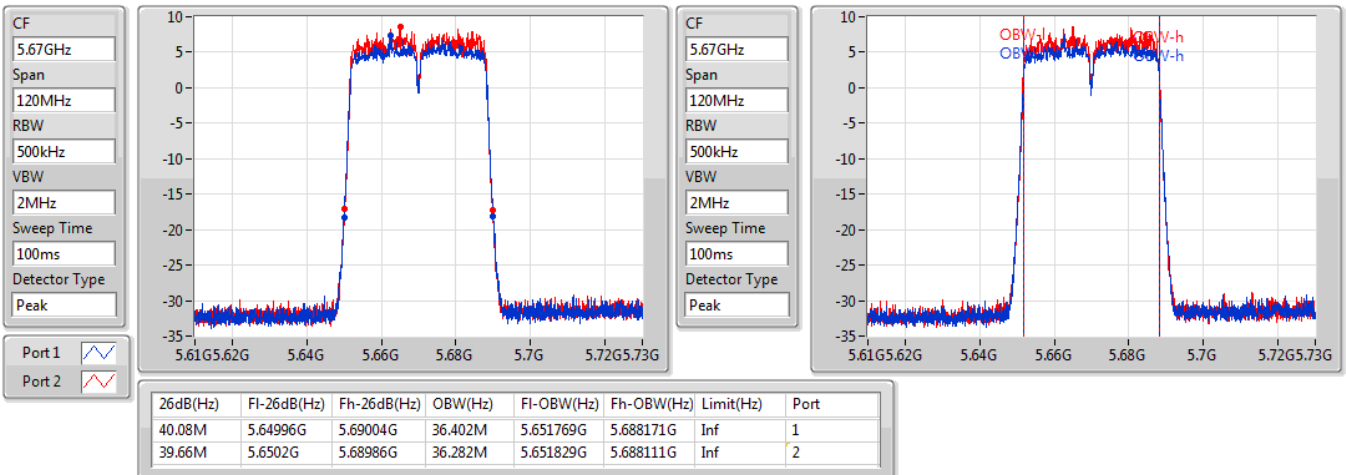 CF
5.67GHz
Span
120MHz
RBW
500kHz
VBW
2MHz
Sweep Time
100ms
Detector Type
Peak
Port 1
Port 2
10
5
0
-5
-10
-15
-20
-25
-30
-35
5.61G 5.62G 5.64G 5.66G 5.68G 5.7G 5.72G 5.73G
CF
5.67GHz
Span
120MHz
RBW
500kHz
VBW
2MHz
Sweep Time
100ms
Detector Type
Peak
10
5
0
-5
-10
-15
-20
-25
-30
-35
OBW-h
5.61G 5.62G 5.64G 5.66G 5.68G 5.7G 5.72G 5.73G
26dB(Hz) Fl-26dB(Hz) Fh-26dB(Hz) OBW(Hz) Fl-OBW(Hz) Fh-OBW(Hz) Limit(Hz) Port
40.08M 5.64996G 5.69004G 36.402M 5.651769G 5.688171G Inf 1
39.66M 5.6502G 5.68986G 36.282M 5.651829G 5.688111G Inf 2